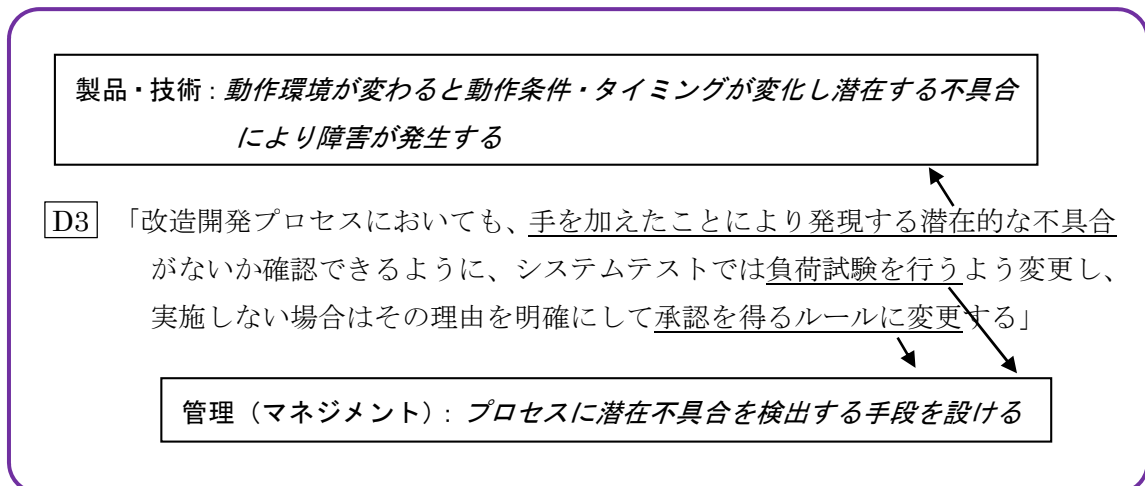 製品・技術：動作環境が変わると動作条件・タイミングが変化し潜在する不具合
により障害が発生する
D3 「改造開発プロセスにおいても、手を加えたことにより発現する潜在的な不具合
がないか確認できるように、システムテストでは負荷試験を行うよう変更し、
実施しない場合はその理由を明確にして承認を得るルールに変更する」
管理（マネジメント）：プロセスに潜在不具合を検出する手段を設ける